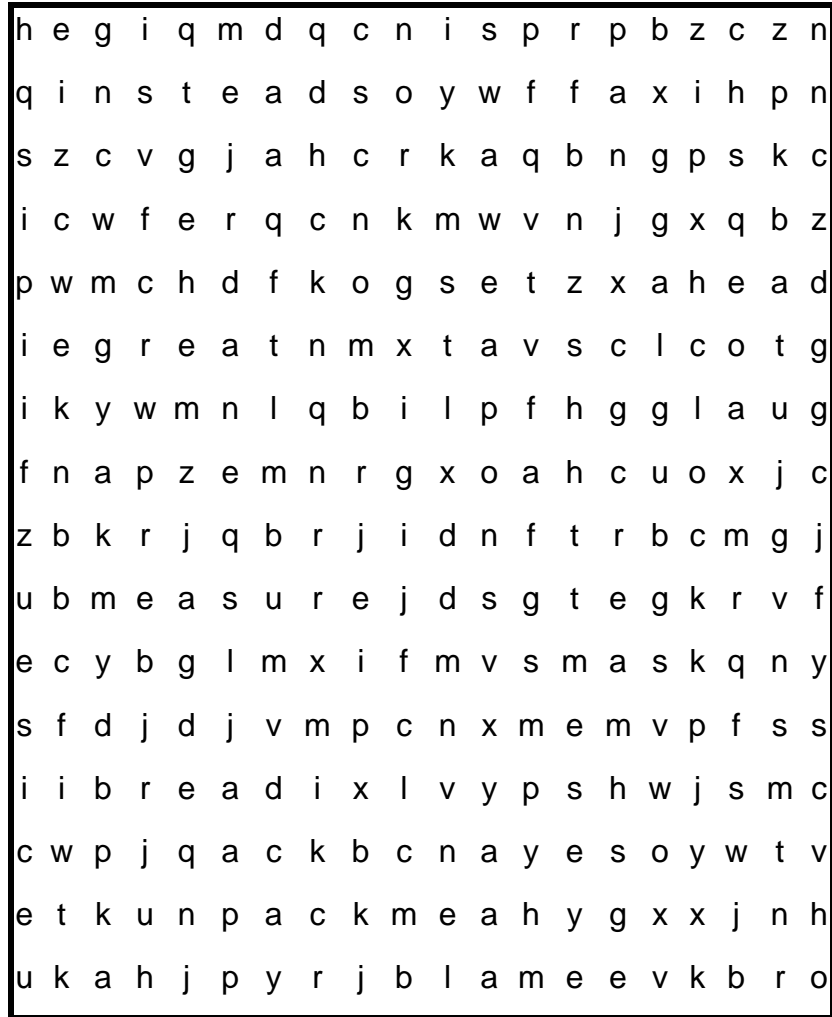 h e g i q m d q c n i s p r p b z c z n
q i n s t e a d s o y w f f a x i h p n
s z c v g j a h c r k a q b n g p s k c
i c w f e r q c n k m w v n j g x q b z
p w m c h d f k o g s e t z x a h e a d
i e g r e a t n m x t a v s c l c o t g
i k y w m n l q b i l p f h g g l a u g
f n a p z e m n r g x o a h c u o x j c
z b k r j q b r j i d n f t r b c m g j
u b m e a s u r e j d s g t e g k r v f
e c y b g l m x i f m v s m a s k q n y
s f d j d j v m p c n x m e m v p f s s
i i b r e a d i x l v y p s h w j s m c
c w p j q a c k b c n a y e s o y w t v
e t k u n p a c k m e a h y g x x j n h
u k a h j p y r j b l a m e e v k b r o